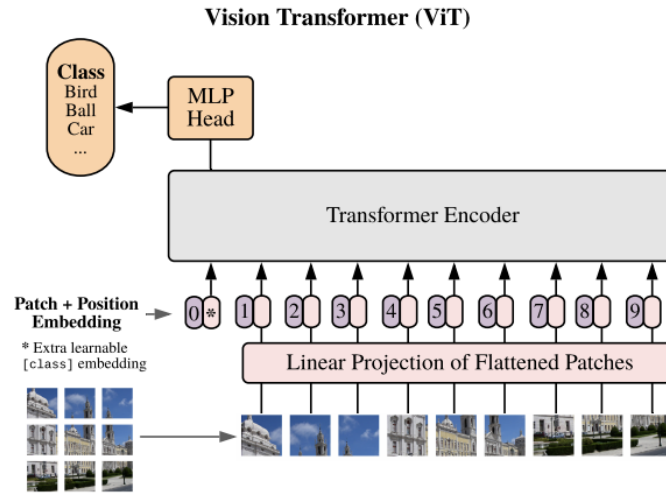 Vision Transformer (ViT)
Class
Bird
Ball
Car
...
MLP
Head
Transformer Encoder
Patch + Position
Embedding
0 * 1 2 3 4 5 6 7 8 9
* Extra learnable
[class] embedding
Linear Projection of Flattened Patches